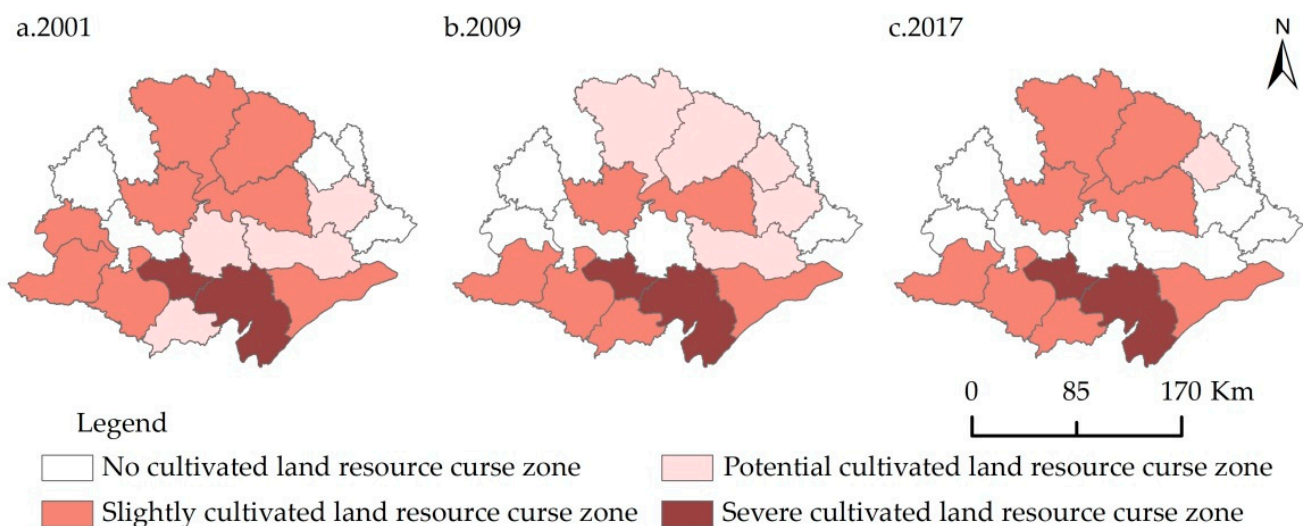 a.2001
b.2009
c.2017
N
0 85 170 Km
Legend
No cultivated land resource curse zone
Potential cultivated land resource curse zone
Slightly cultivated land resource curse zone
Severe cultivated land resource curse zone